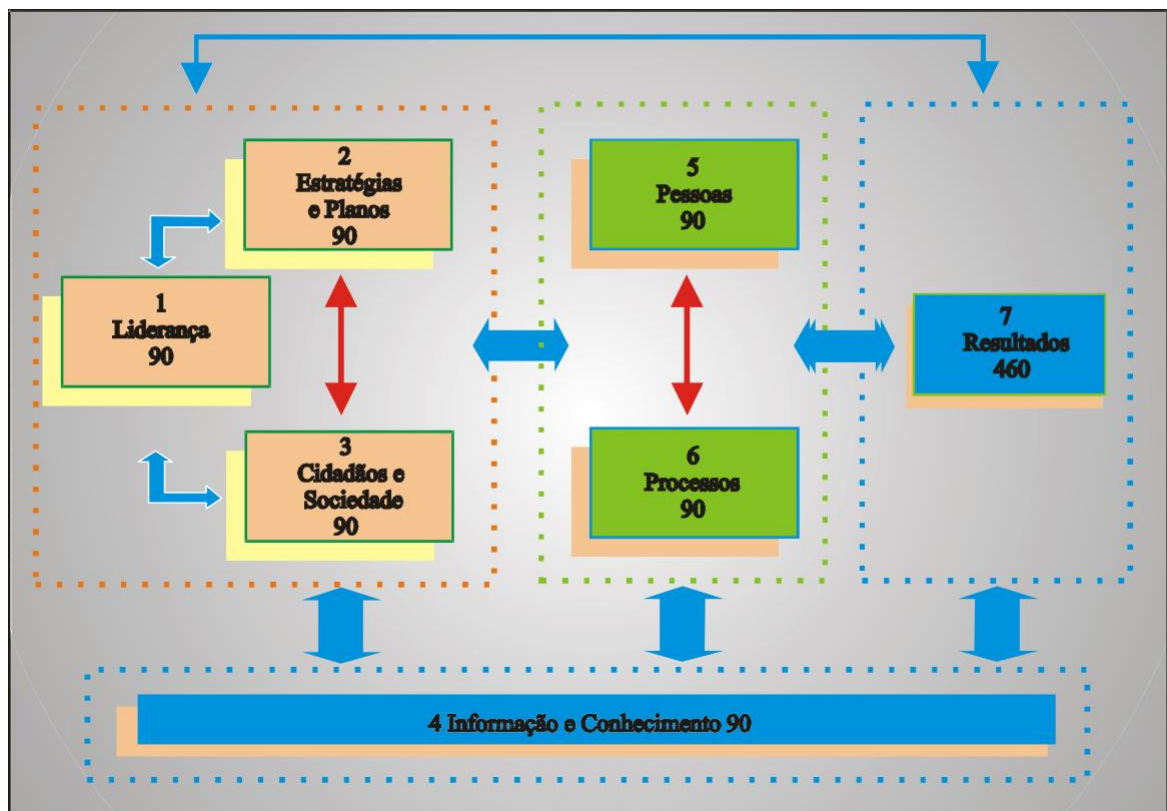 2
Estratégias
e Planos
90
1
Liderança
90
3
Cidadãos e
Sociedade
90
5
Pessoas
90
6
Processos
90
7
Resultados
460
4 Informação e Conhecimento 90